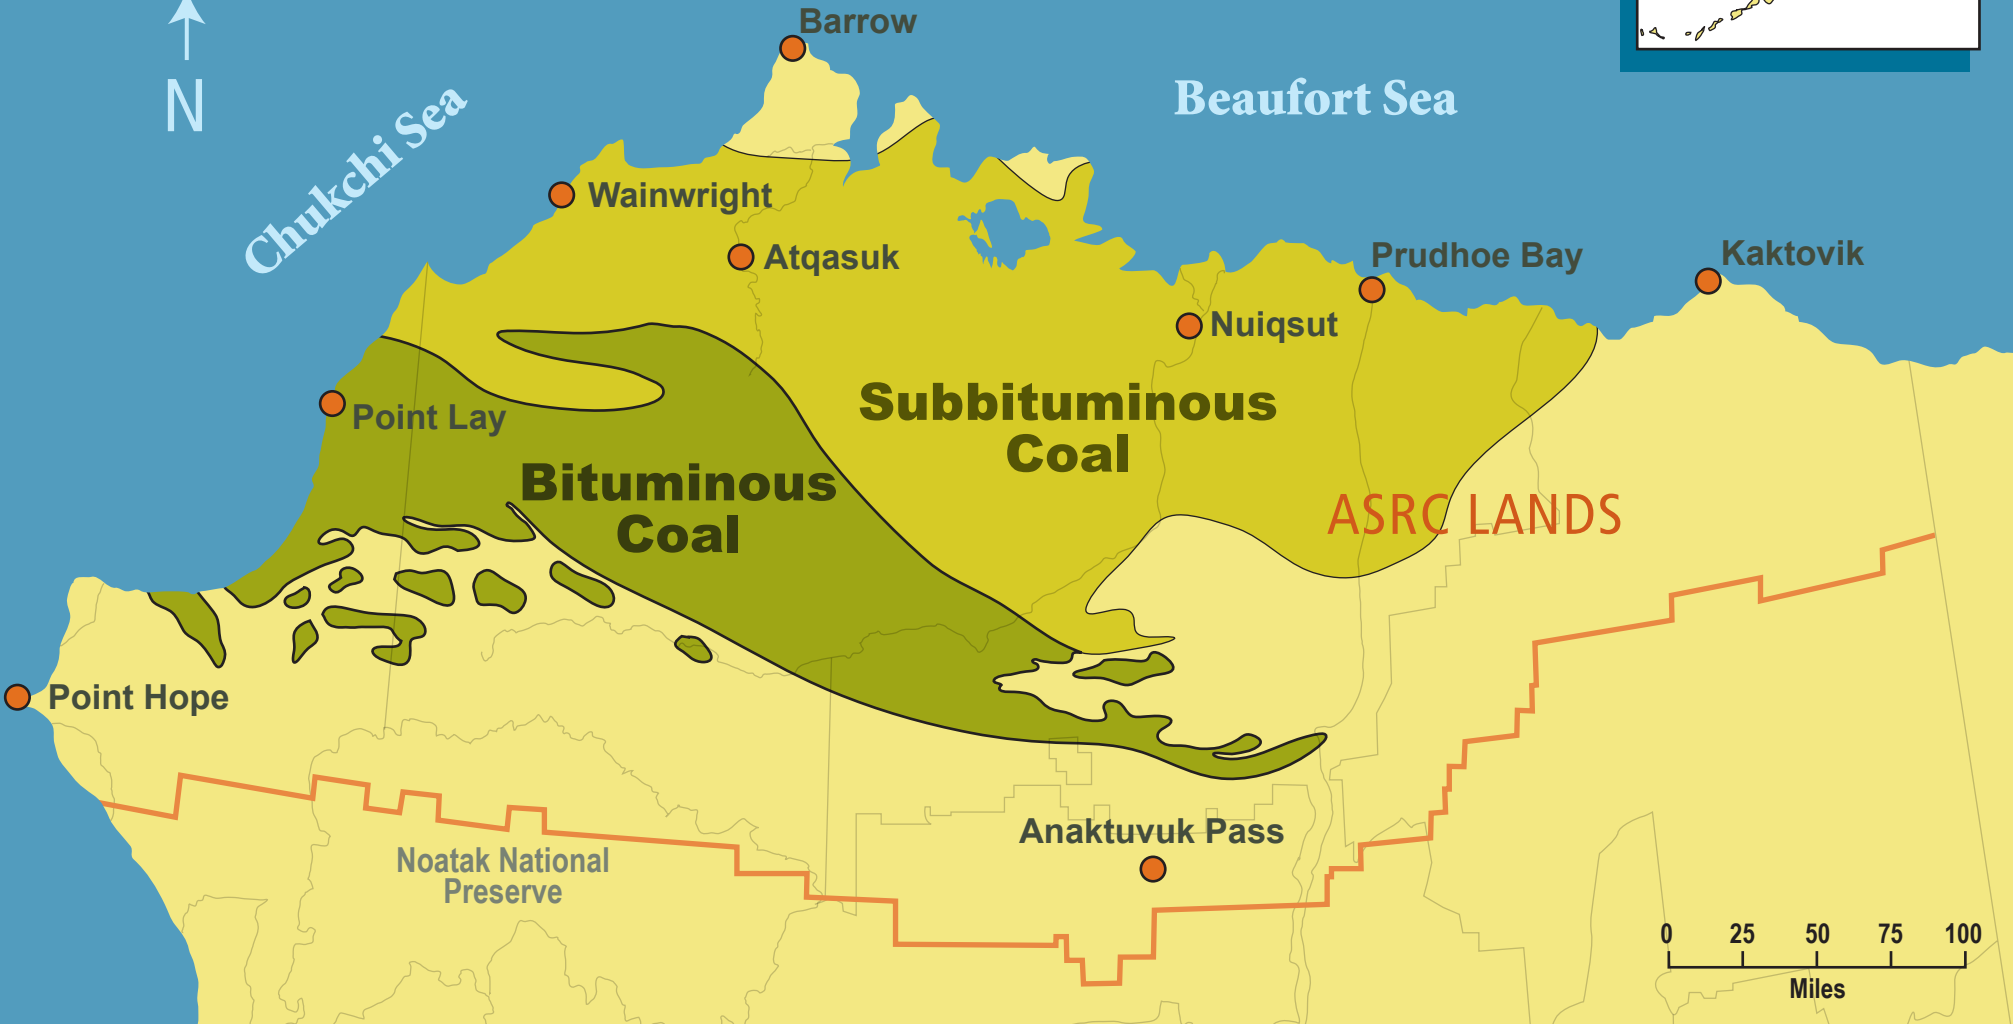 Barrow
N
Chukchi Sea
Beaufort Sea
Wainwright
Atqasuk
Prudhoe Bay
Kaktovik
Nuiqsut
Point Lay
Subbituminous
Coal
Bituminous
Coal
ASRC LANDS
Point Hope
Anaktuvuk Pass
Noatak National
Preserve
0 25 50 75 100
Miles